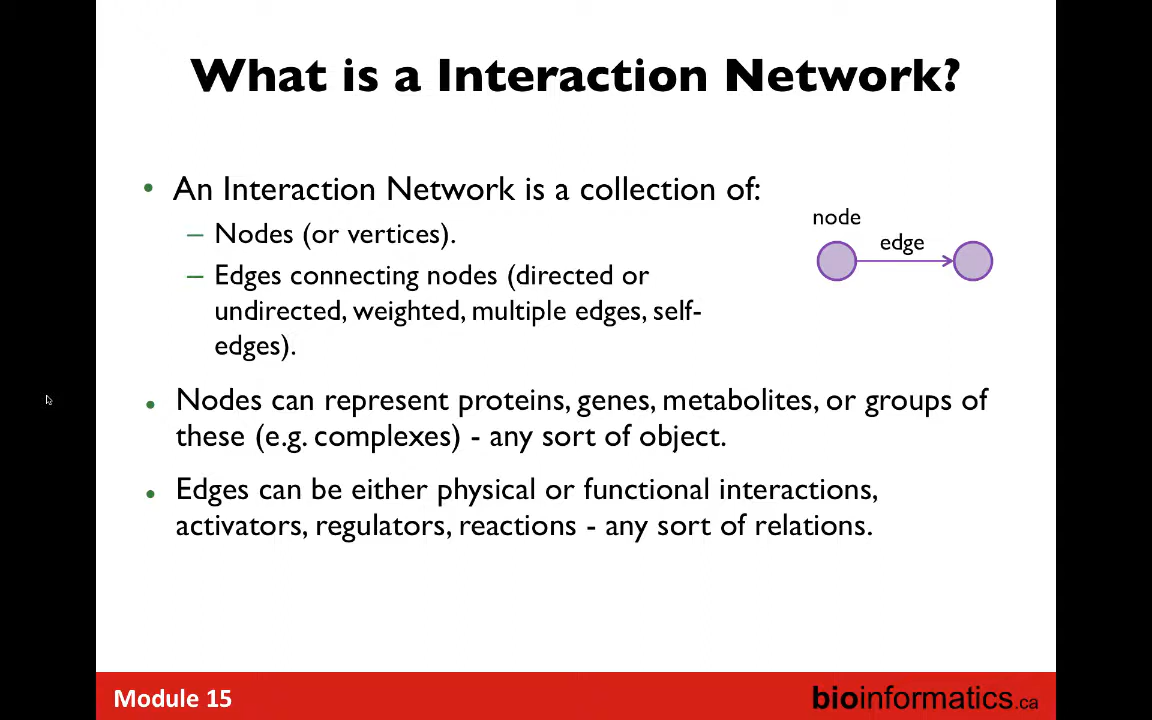 What is a Interaction Network?
• An Interaction Network is a collection of:
– Nodes (or vertices).
– Edges connecting nodes (directed or
undirected, weighted, multiple edges, self-
edges).
node
edge
• Nodes can represent proteins, genes, metabolites, or groups of
these (e.g. complexes) - any sort of object.
• Edges can be either physical or functional interactions,
activators, regulators, reactions - any sort of relations.
Module 15
bioinformatics.ca